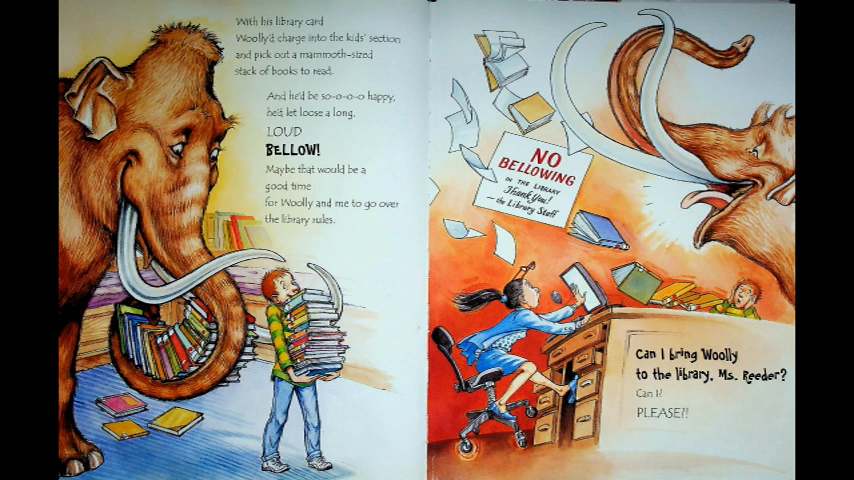 With his library card
Woolly'd charge into the kids' section
and pick out a mammoth-sized
stack of books to read.
And he'd be so-o-o-o happy,
he'd let loose a long,
LOUD
BELLOW!
Maybe that would be a
good time
for Woolly and me to go over
the library rules.
NO
BELLOWING
IN THE LIBRARY
Thank You!
– the Library Staff
Can I bring Woolly
to the library, Ms. Reeder?
Can I?
PLEASE?!